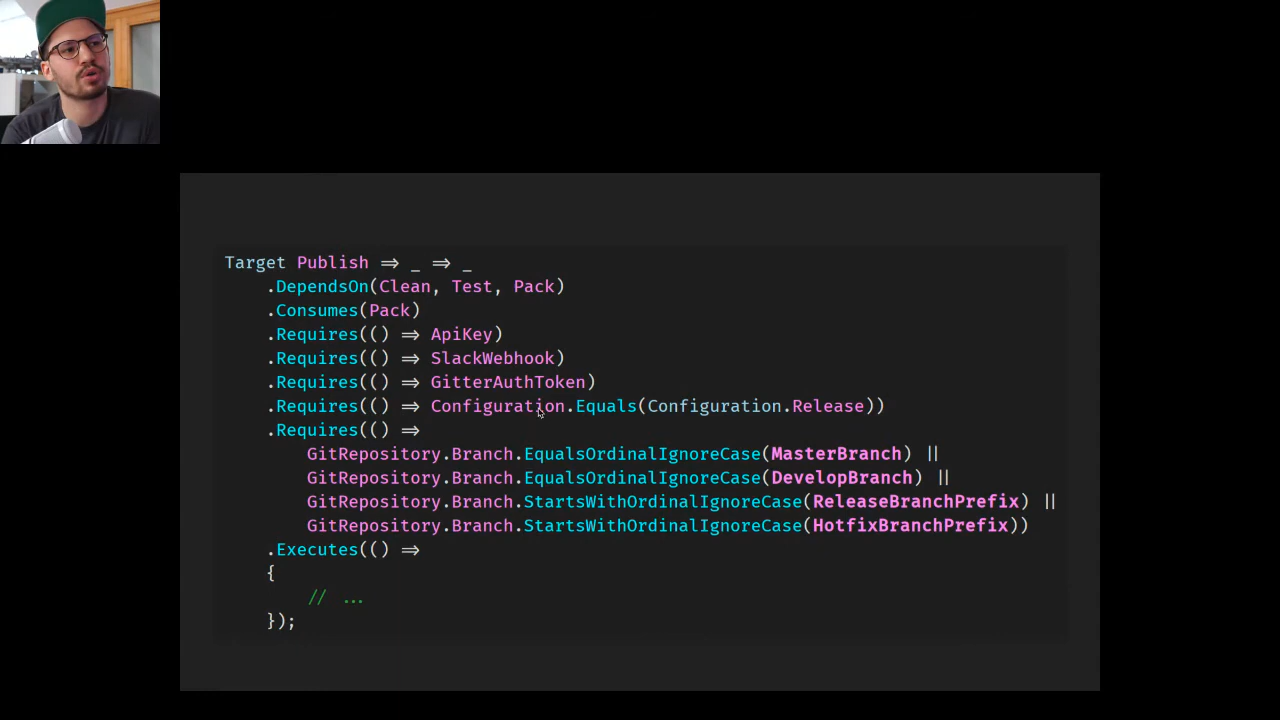 Target Publish => _ => _
.DependsOn(Clean, Test, Pack)
.Consumes(Pack)
.Requires(() => ApiKey)
.Requires(() => SlackWebhook)
.Requires(() => GitterAuthToken)
.Requires(() => Configuration.Equals(Configuration.Release))
.Requires(() =>
GitRepository.Branch.EqualsOrdinalIgnoreCase(MasterBranch) ||
GitRepository.Branch.EqualsOrdinalIgnoreCase(DevelopBranch) ||
GitRepository.Branch.StartsWithOrdinalIgnoreCase(ReleaseBranchPrefix) ||
GitRepository.Branch.StartsWithOrdinalIgnoreCase(HotfixBranchPrefix))
.Executes(() =>
{
// ...
});